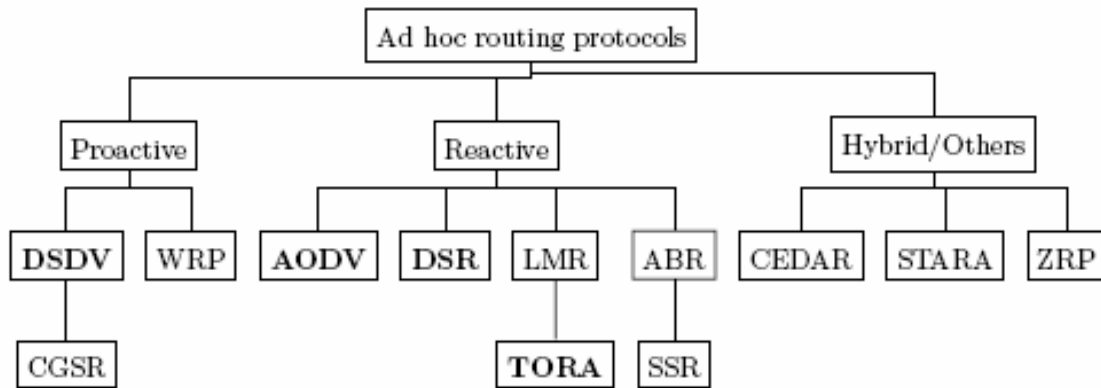 Ad hoc routing protocols
Proactive
Reactive
Hybrid/Others
DSDV
WRP
AODV
DSR
LMR
ABR
CEDAR
STARA
ZRP
CGSR
TORA
SSR